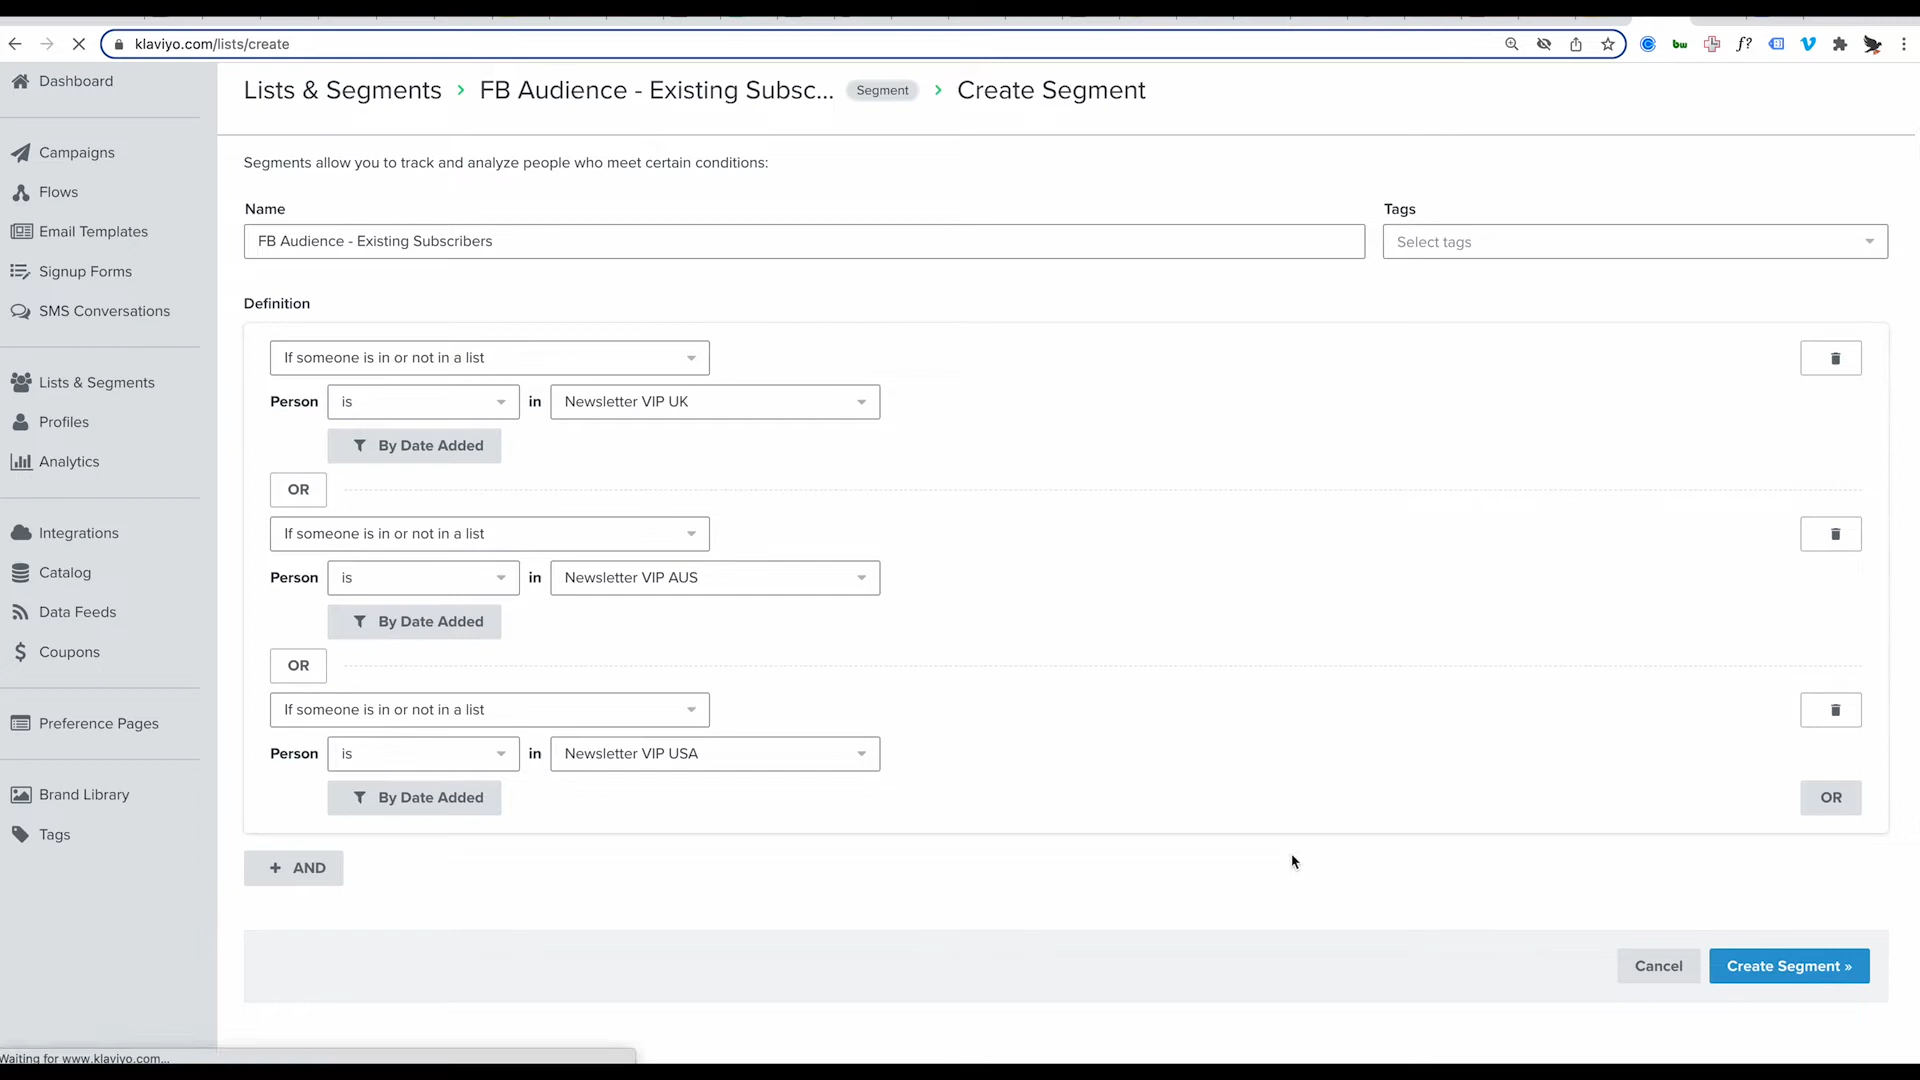 klaviyo.com/lists/create
bw
f?
Dashboard
Campaigns
Flows
Email Templates
Signup Forms
SMS Conversations
Lists & Segments
Profiles
Analytics
Integrations
Catalog
Data Feeds
Coupons
Preference Pages
Brand Library
Tags
Lists & Segments > FB Audience - Existing Subsc... Segment > Create Segment
Segments allow you to track and analyze people who meet certain conditions:
Name
FB Audience - Existing Subscribers
Tags
Select tags
Definition
If someone is in or not in a list
Person is in Newsletter VIP UK
By Date Added
OR
If someone is in or not in a list
Person is in Newsletter VIP AUS
By Date Added
OR
If someone is in or not in a list
Person is in Newsletter VIP USA
By Date Added
OR
+ AND
Cancel Create Segment »
Waiting for www.klaviyo.com...